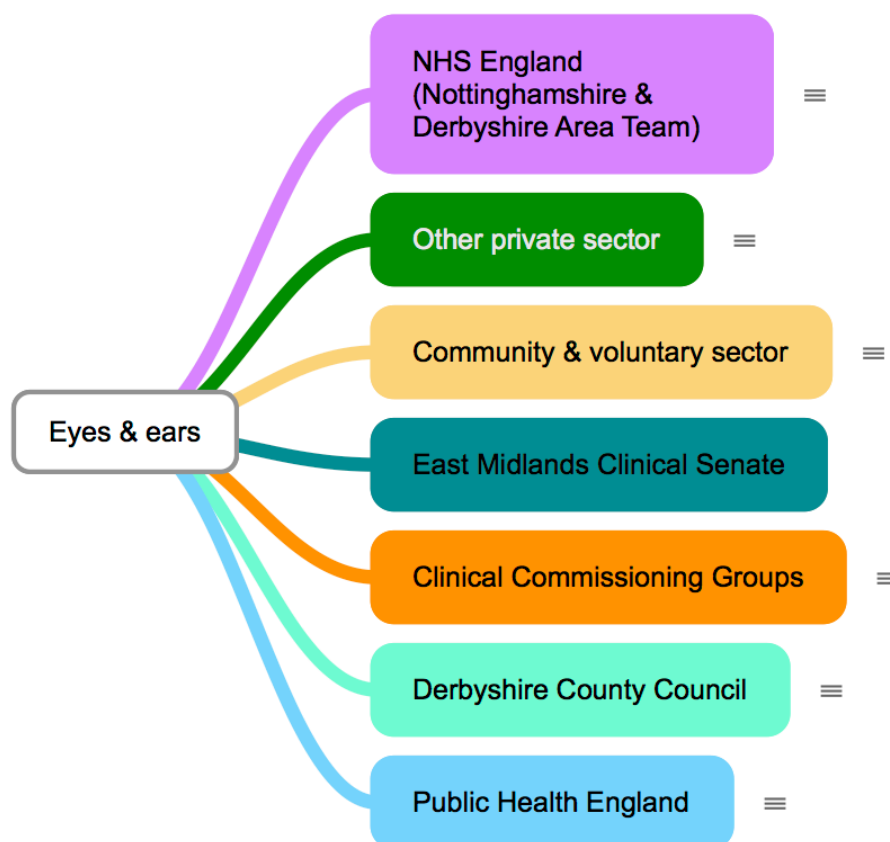 NHS England
(Nottinghamshire &
Derbyshire Area Team)
Other private sector
Community & voluntary sector
Eyes & ears
East Midlands Clinical Senate
Clinical Commissioning Groups
Derbyshire County Council
Public Health England